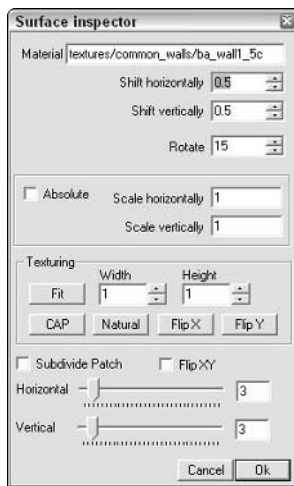 Surface inspector
Material textures/common_walls/ba_wall1_5c
Shift horizontally 0.5
Shift vertically 0.5
Rotate 15
Absolute Scale horizontally 1
Scale vertically 1
Texturing
Width Height
Fit 1 1
CAP Natural Flip X Flip Y
Subdivide Patch Flip XY
Horizontal 3
Vertical 3
Cancel Ok